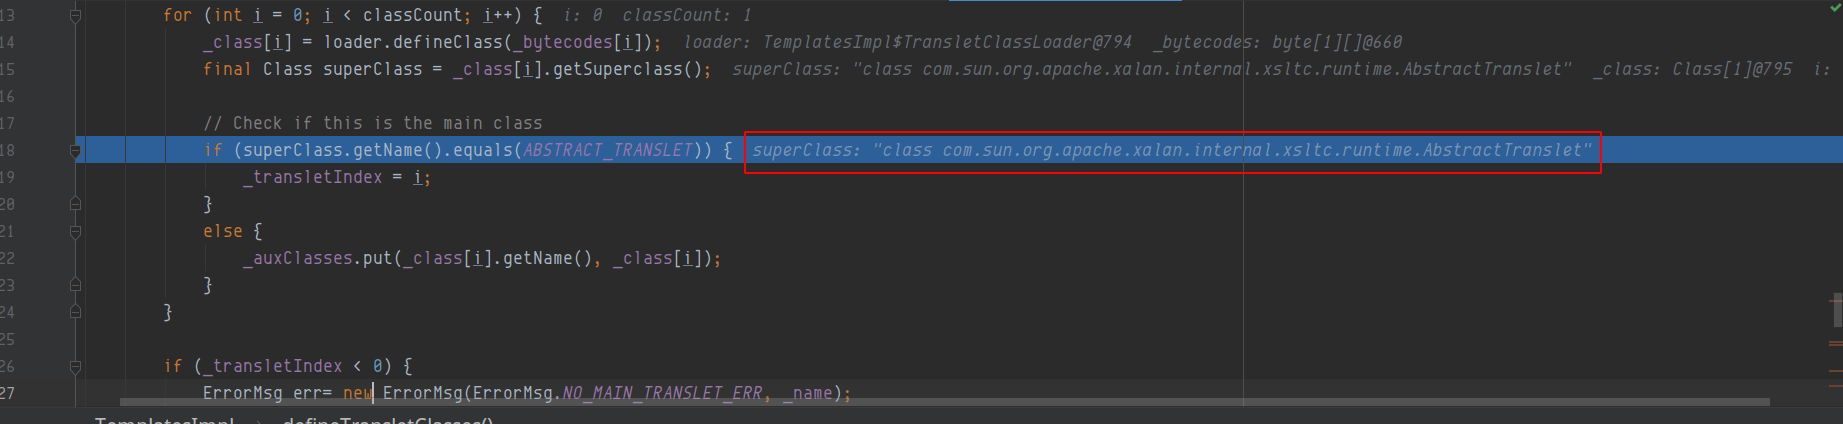 13 for (int i = 0; i < classCount; i++) { i: 0 classCount: 1
14 _class[i] = loader.defineClass(_bytecodes[i]); loader: TemplatesImpl$TransletClassLoader@794 _bytecodes: byte[1][]@660
15 final Class superClass = _class[i].getSuperclass(); superClass: "class com.sun.org.apache.xalan.internal.xsltc.runtime.AbstractTranslet" _class: Class[1]@795 i:
16
17 // Check if this is the main class
18 if (superClass.getName().equals(ABSTRACT_TRANSLET)) { superClass: "class com.sun.org.apache.xalan.internal.xsltc.runtime.AbstractTranslet"
19 _transletIndex = i;
20 }
21 else {
22 _auxClasses.put(_class[i].getName(), _class[i]);
23 }
24 }
25
26 if (_transletIndex < 0) {
27 ErrorMsg err= new ErrorMsg(ErrorMsg.NO_MAIN_TRANSLET_ERR, _name);
TemplatesImpl > defineTransletClasses()